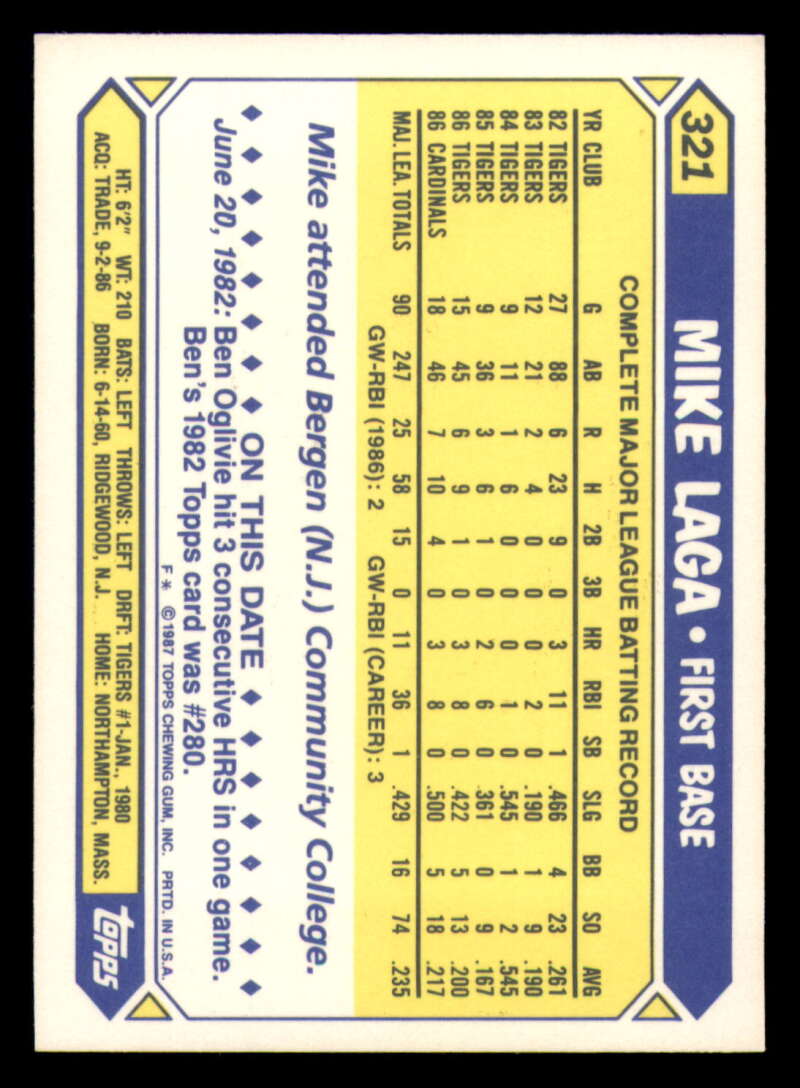 321 MIKE LAGA • FIRST BASE
COMPLETE MAJOR LEAGUE BATTING RECORD
YR CLUB G AB R H 2B 3B HR RBI SB SLG BB SO AVG
82 TIGERS 27 88 6 23 9 0 3 11 1 .466 4 23 .261
83 TIGERS 12 21 2 4 0 0 0 2 0 .190 1 9 .190
84 TIGERS 9 11 1 6 0 0 0 1 0 .545 1 2 .545
85 TIGERS 9 36 3 6 1 0 2 6 0 .361 0 9 .167
86 TIGERS 15 45 6 9 1 0 3 8 0 .422 5 13 .200
86 CARDINALS 18 46 7 10 4 0 3 8 0 .500 5 18 .217
MAJ. LEA. TOTALS 90 247 25 58 15 0 11 36 1 .429 16 74 .235
GW-RBI (1986): 2 GW-RBI (CAREER): 3
Mike attended Bergen (N.J.) Community College.
◆ ◆ ◆ ◆ ◆ ◆ ◆ ◆ ON THIS DATE ◆ ◆ ◆ ◆ ◆ ◆ ◆ ◆
June 20, 1982: Ben Oglivie hit 3 consecutive HRS in one game.
Ben's 1982 Topps card was #280.
F* ©1987 TOPPS CHEWING GUM, INC. PRTD. IN U.S.A.
HT: 6'2" WT: 210 BATS: LEFT THROWS: LEFT DRFT: TIGERS #1-JAN., 1980
ACQ: TRADE, 9-2-86 BORN: 6-14-60, RIDGEWOOD, N.J. HOME: NORTHAMPTON, MASS.
topps